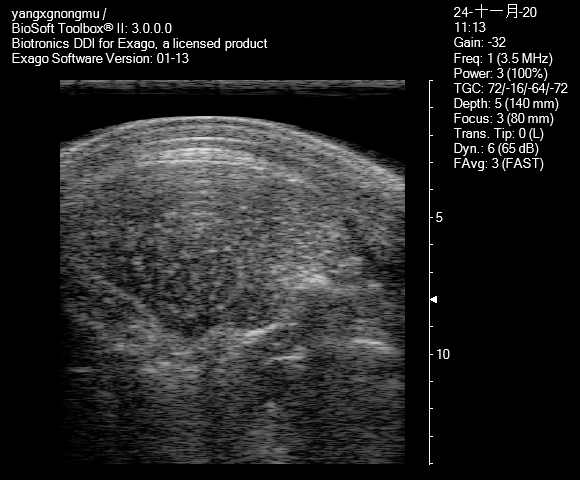 yangxgnongmu /
BioSoft Toolbox® II: 3.0.0.0
Biotronics DDI for Exago, a licensed product
Exago Software Version: 01-13
24-十一月-20
11:13
Gain: -32
Freq: 1 (3.5 MHz)
Power: 3 (100%)
TGC: 72/-16/-64/-72
Depth: 5 (140 mm)
Focus: 3 (80 mm)
Trans. Tip: 0 (L)
Dyn.: 6 (65 dB)
FAvg: 3 (FAST)
5
10